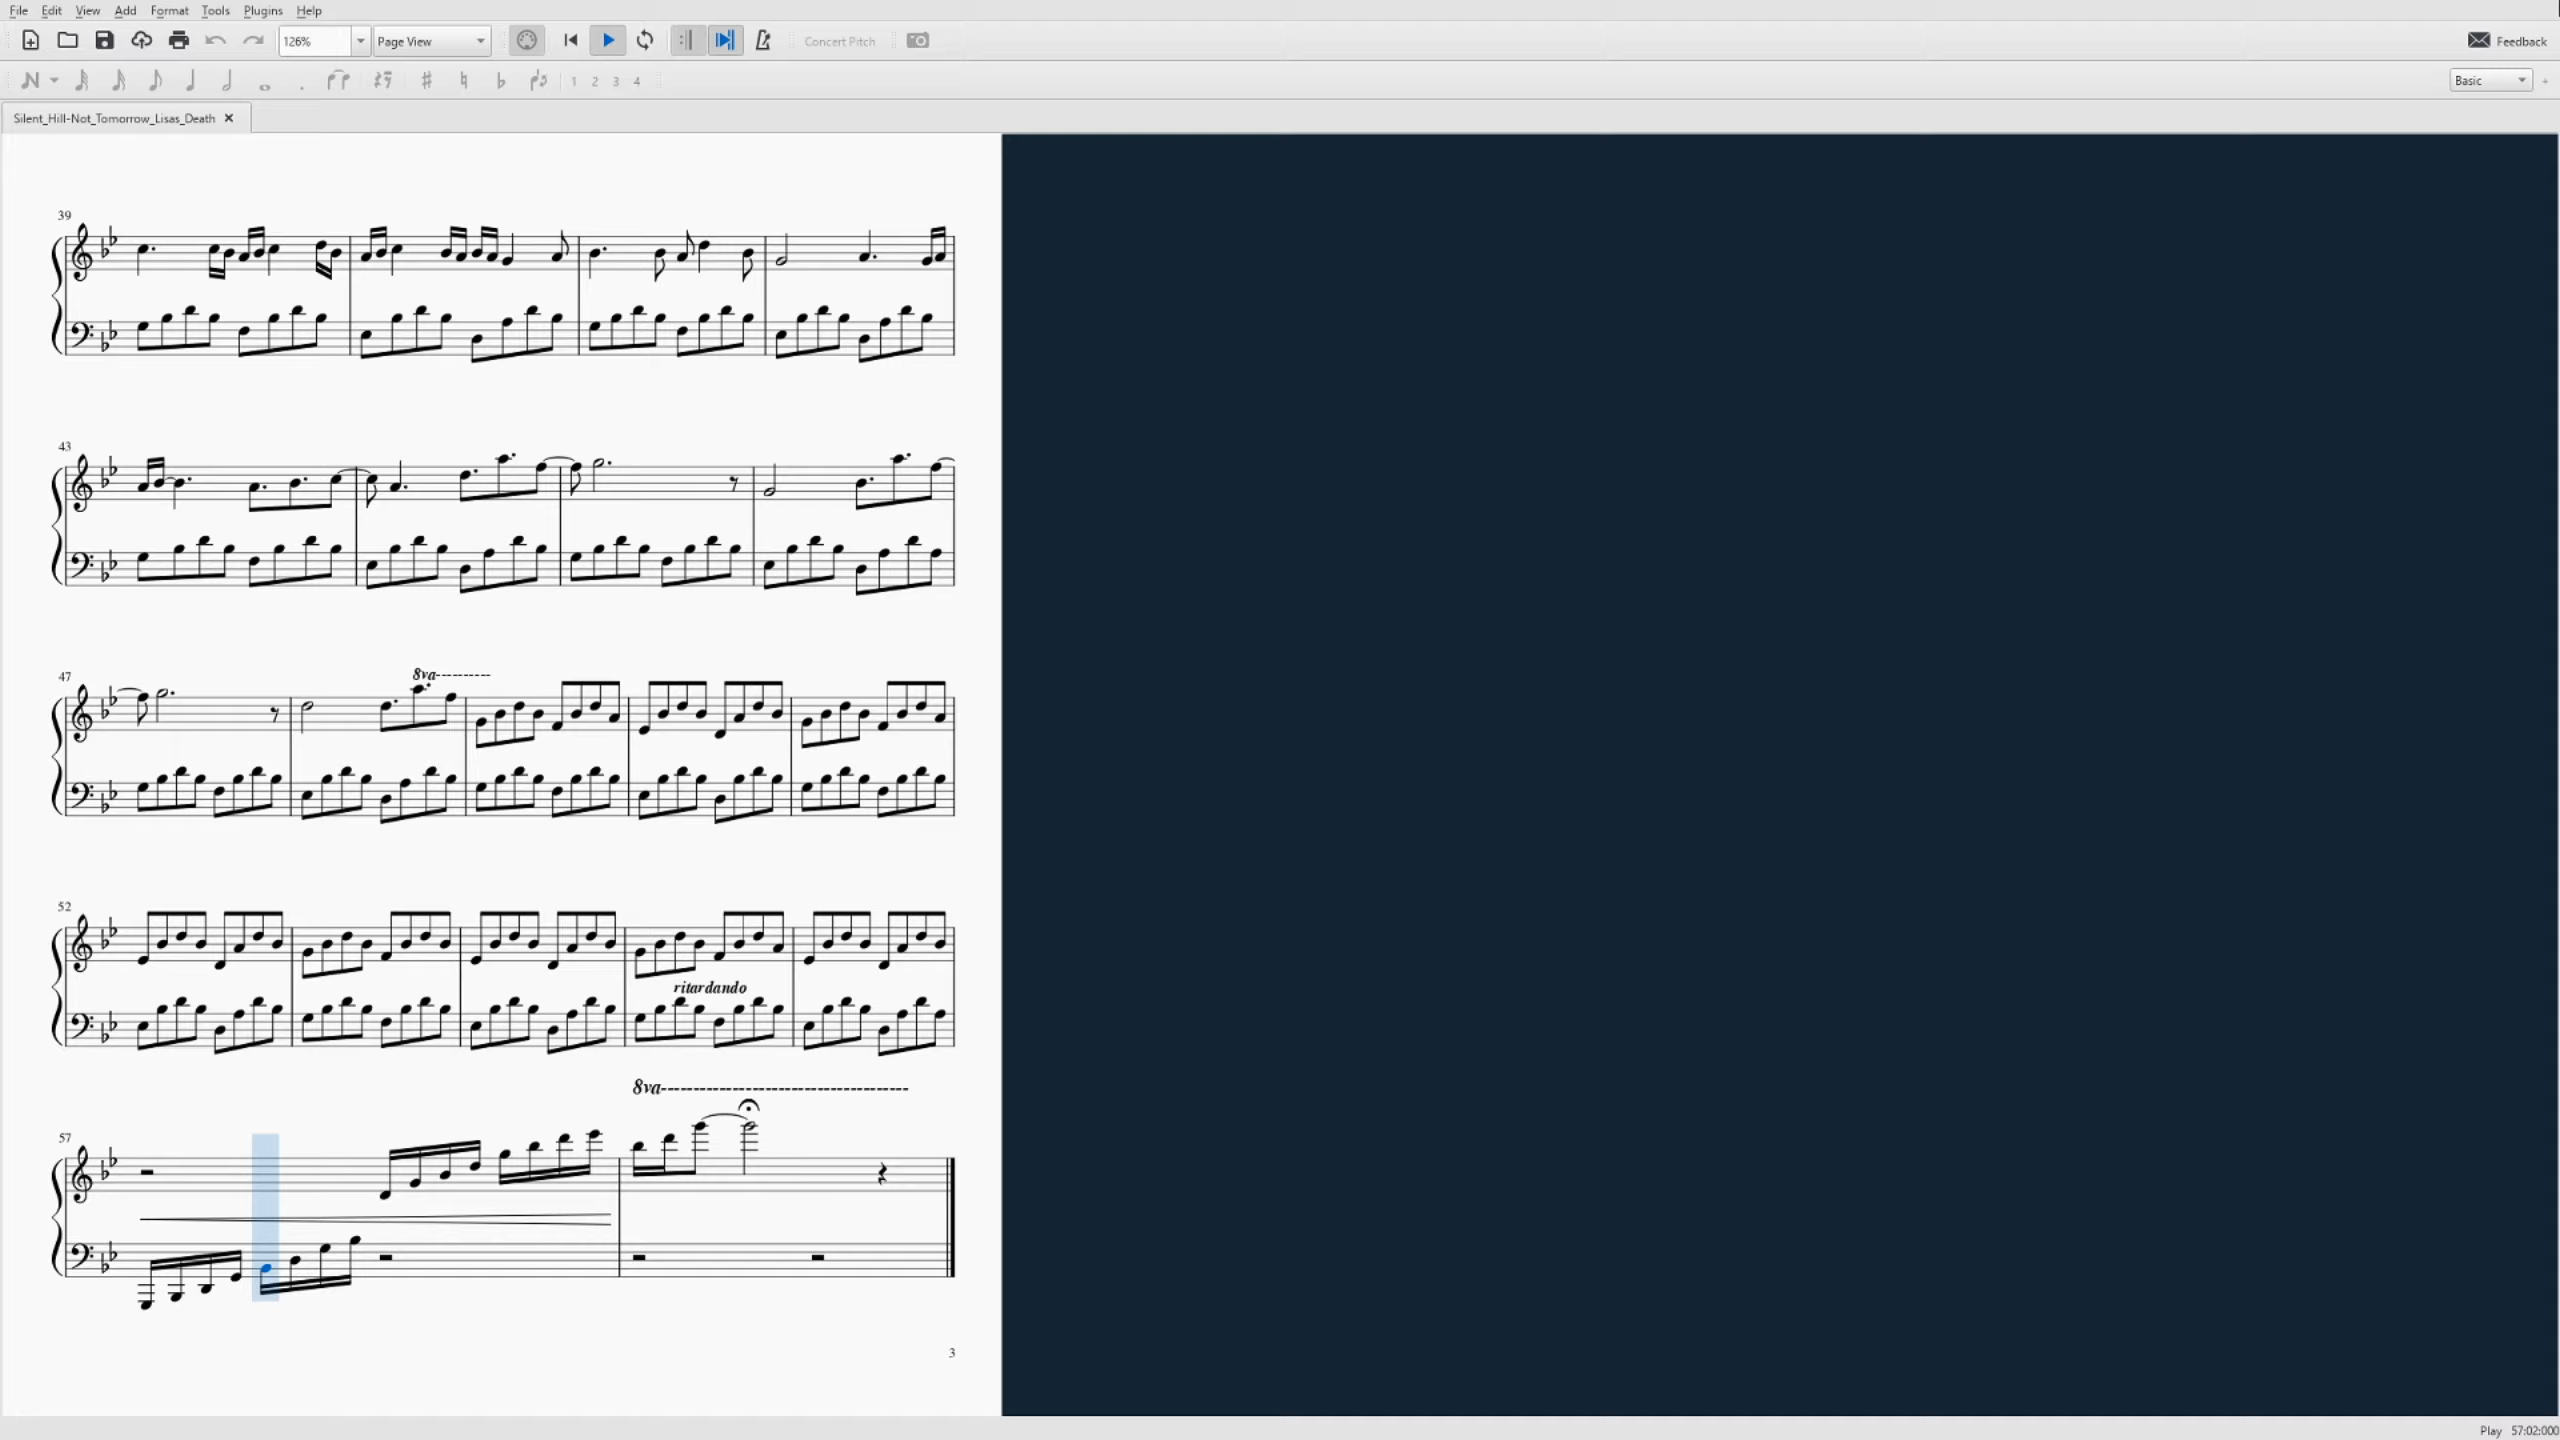 File Edit View Add Format Tools Plugins Help
126% Page View Concert Pitch Feedback
1 2 3 4 Basic
Silent_Hill-Not_Tomorrow_Lisas_Death
39
43
47
8va
52
ritardando
8va
57
3
Play 57:02:000